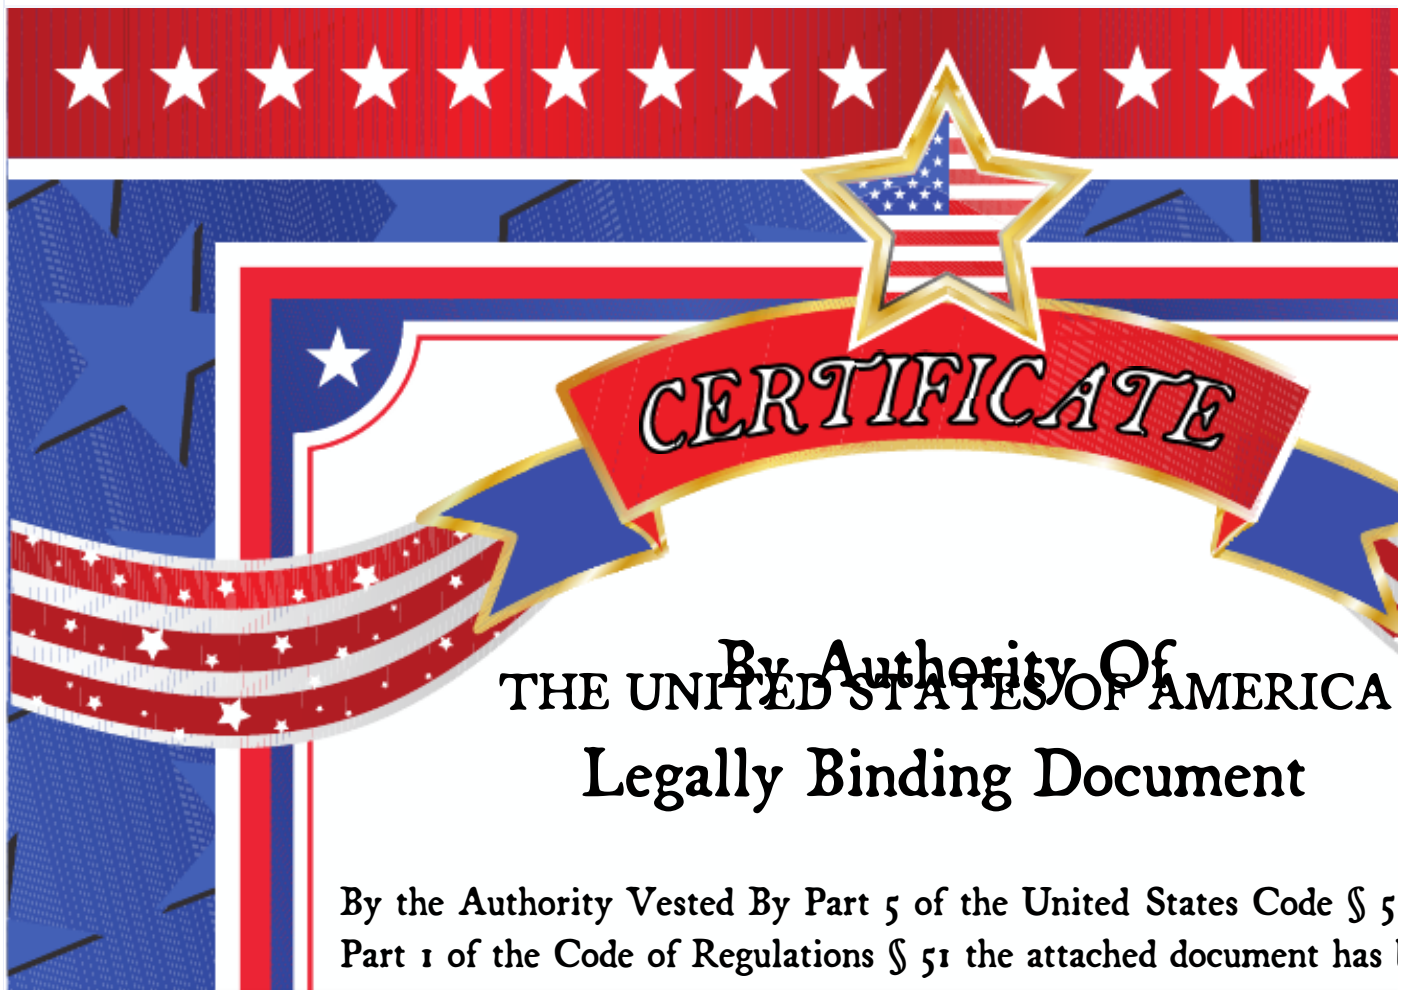 CERTIFICATE
By Authority Of
THE UNITED STATES OF AMERICA
Legally Binding Document
By the Authority Vested By Part 5 of the United States Code § 5
Part 1 of the Code of Regulations § 51 the attached document has